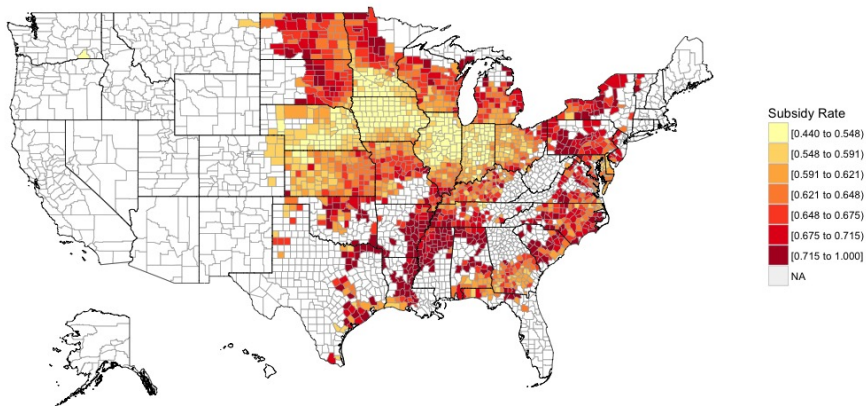 Subsidy Rate
[0.440 to 0.548)
[0.548 to 0.591)
[0.591 to 0.621)
[0.621 to 0.648)
[0.648 to 0.675)
[0.675 to 0.715)
[0.715 to 1.000]
NA